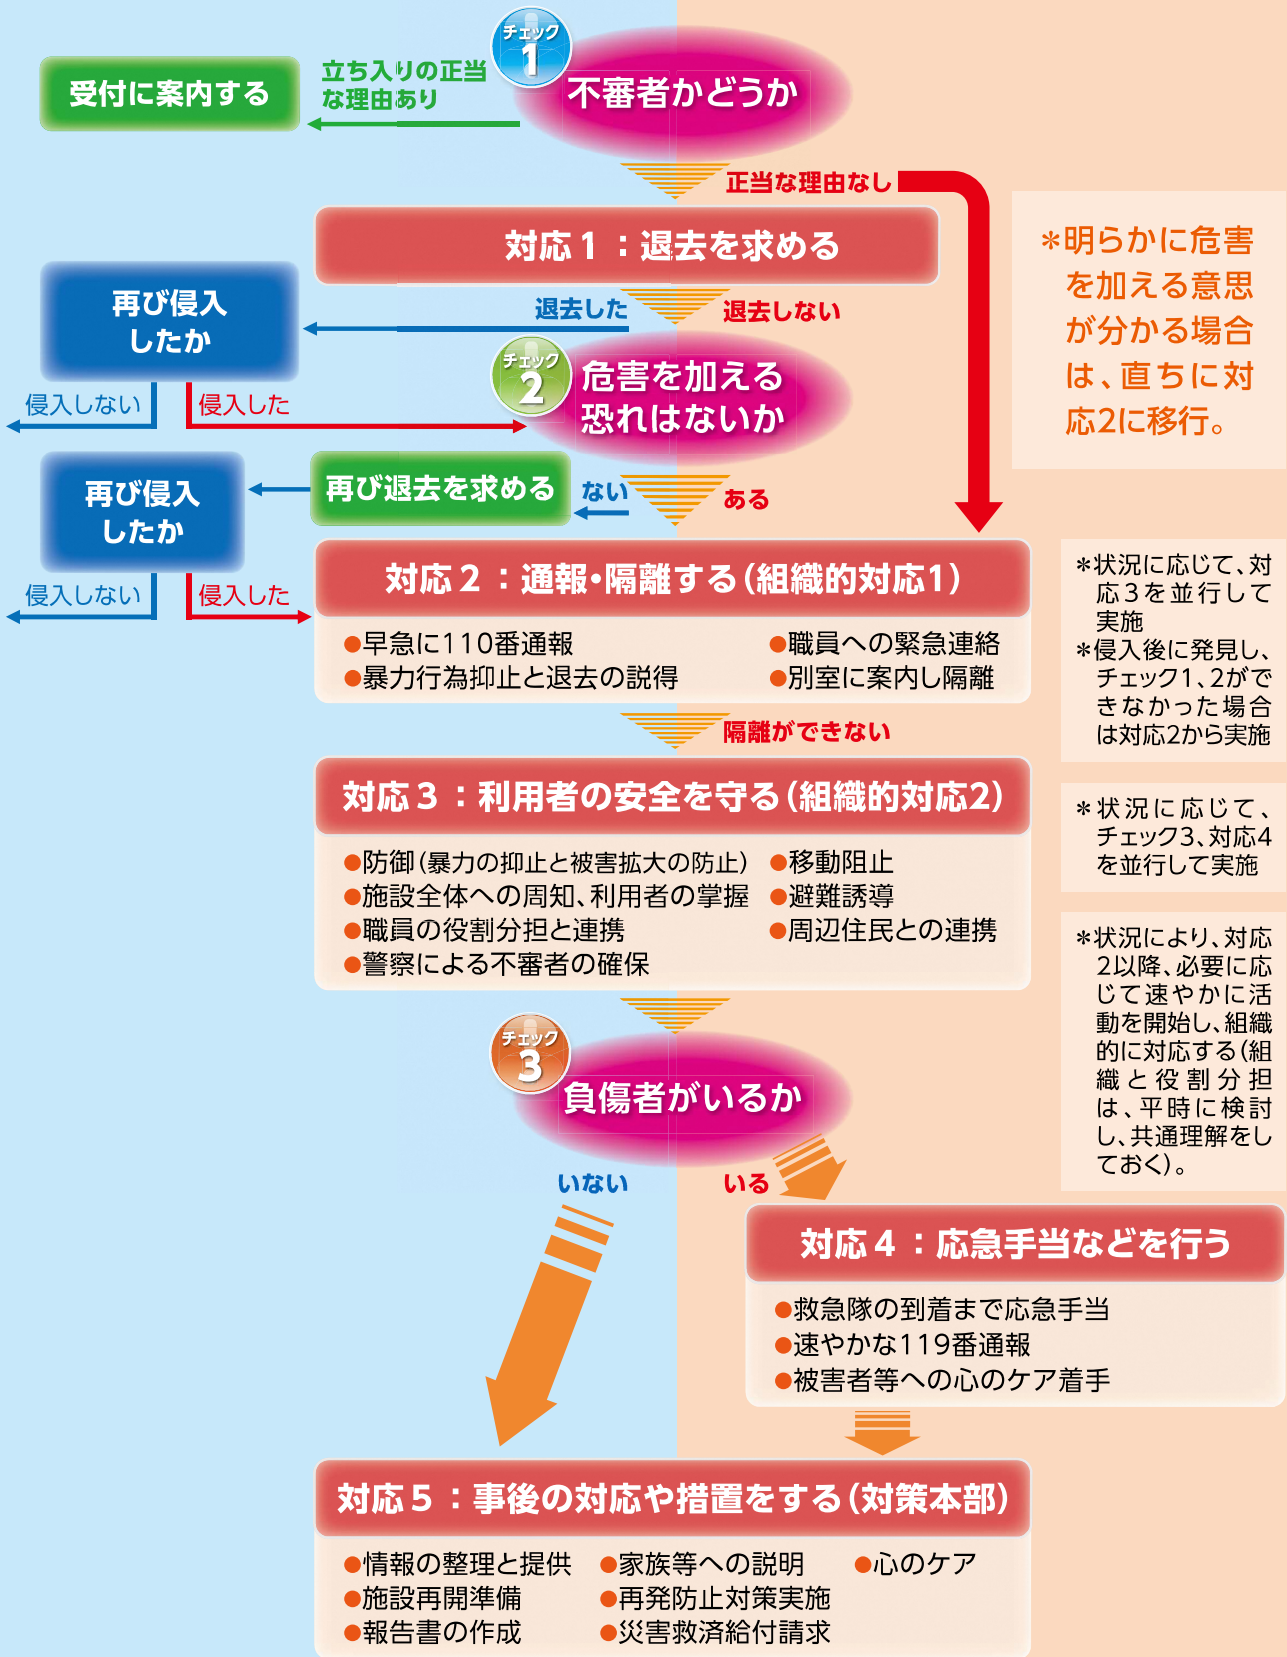 チェック
1
不審者かどうか
立ち入りの正当
な理由あり
受付に案内する
正当な理由なし
対応1：退去を求める
＊明らかに危害
を加える意思
が分かる場合
は、直ちに対
応2に移行。
退去した
退去しない
再び侵入
したか
侵入しない
侵入した
チェック
2
危害を加える
恐れはないか
ない
ある
再び退去を求める
再び侵入
したか
侵入しない
侵入した
対応2：通報・隔離する（組織的対応1）
●早急に110番通報
●職員への緊急連絡
●暴力行為抑止と退去の説得
●別室に案内し隔離
＊状況に応じて、対
応3を並行して
実施
＊侵入後に発見し、
チェック1、2がで
きなかった場合
は対応2から実施
隔離ができない
対応3：利用者の安全を守る（組織的対応2）
●防御（暴力の抑止と被害拡大の防止）
●移動阻止
●施設全体への周知、利用者の掌握
●避難誘導
●職員の役割分担と連携
●周辺住民との連携
●警察による不審者の確保
＊状況に応じて、
チェック3、対応4
を並行して実施
＊状況により、対応
2以降、必要に応
じて速やかに活
動を開始し、組織
的に対応する（組
織と役割分担
は、平時に検討
し、共通理解をし
ておく）。
チェック
3
負傷者がいるか
いない
いる
対応4：応急手当などを行う
●救急隊の到着まで応急手当
●速やかな119番通報
●被害者等への心のケア着手
対応5：事後の対応や措置をする（対策本部）
●情報の整理と提供
●家族等への説明
●心のケア
●施設再開準備
●再発防止対策実施
●報告書の作成
●災害救済給付請求